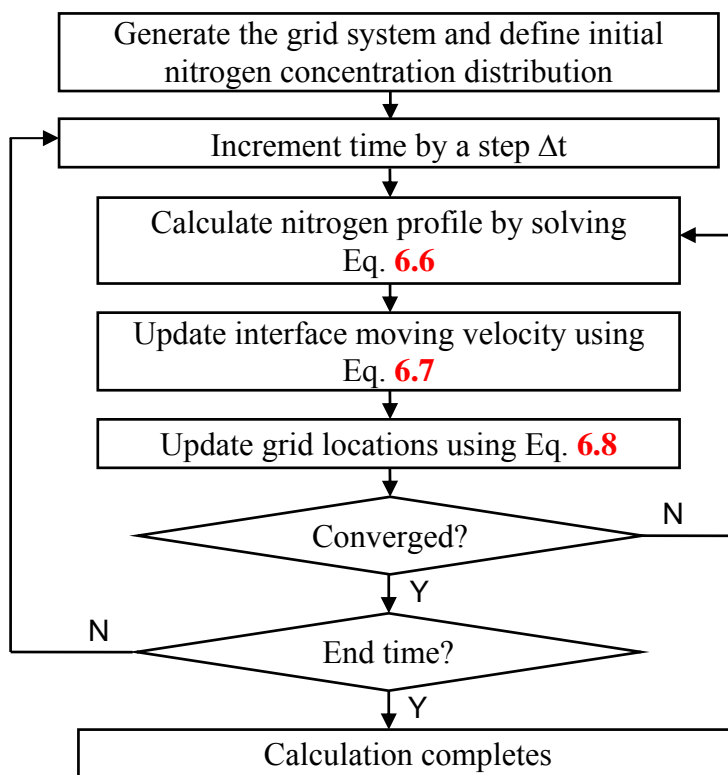 Generate the grid system and define initial
nitrogen concentration distribution
Increment time by a step Δt
Calculate nitrogen profile by solving
Eq. 6.6
Update interface moving velocity using
Eq. 6.7
Update grid locations using Eq. 6.8
Converged?
N
Y
N
End time?
Y
Calculation completes